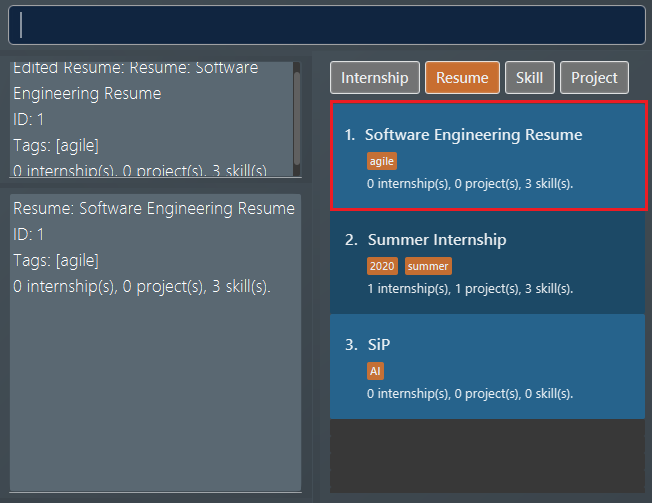 Edited Resume: Resume: Software
Engineering Resume
ID: 1
Tags: [agile]
0 internship(s), 0 project(s), 3 skill(s).
Resume: Software Engineering Resume
ID: 1
Tags: [agile]
0 internship(s), 0 project(s), 3 skill(s).
Internship Resume Skill Project
1. Software Engineering Resume
agile
0 internship(s), 0 project(s), 3 skill(s).
2. Summer Internship
2020 summer
1 internship(s), 1 project(s), 3 skill(s).
3. SiP
AI
0 internship(s), 0 project(s), 0 skill(s).